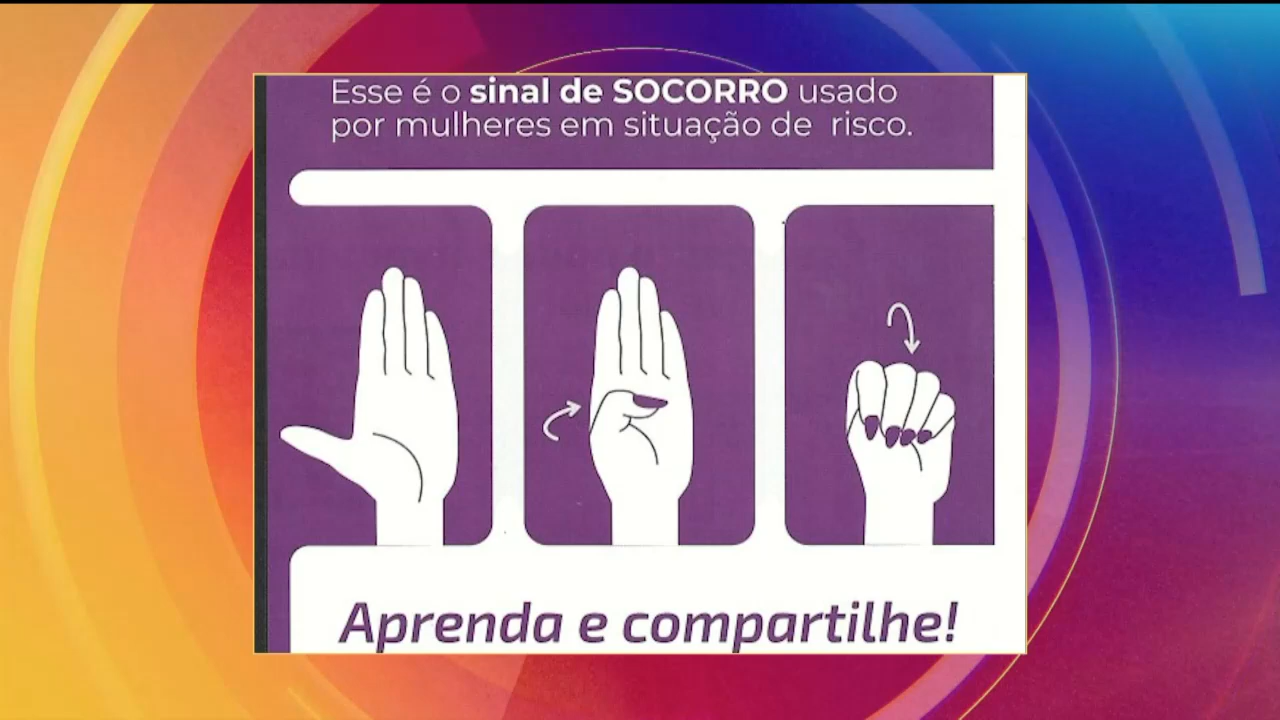 Esse é o sinal de SOCORRO usado
por mulheres em situação de risco.
Aprenda e compartilhe!